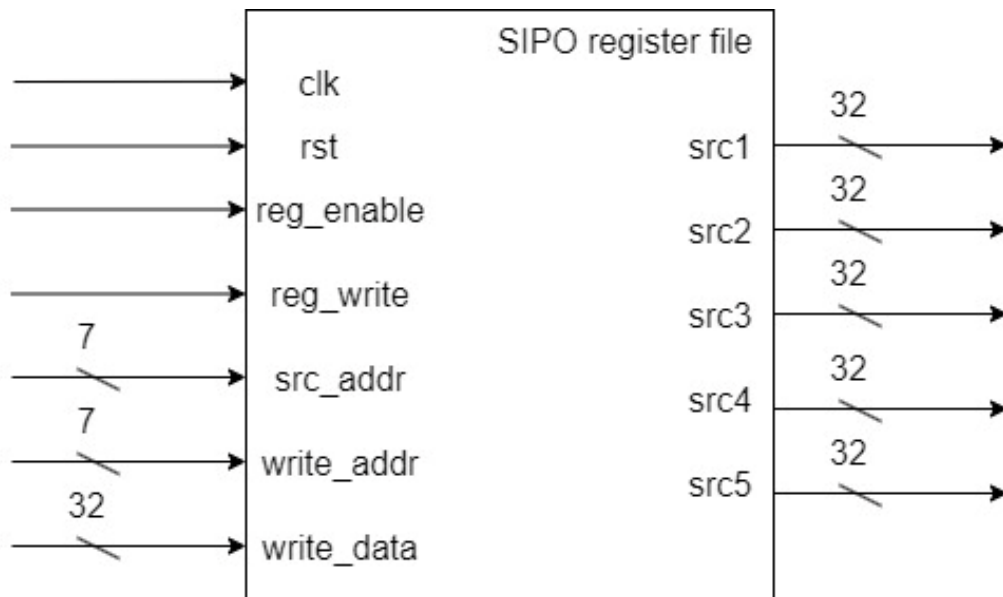 SIPO register file
clk
rst
reg_enable
reg_write
7
src_addr
7
write_addr
32
write_data
32
src1
32
src2
32
src3
32
src4
32
src5